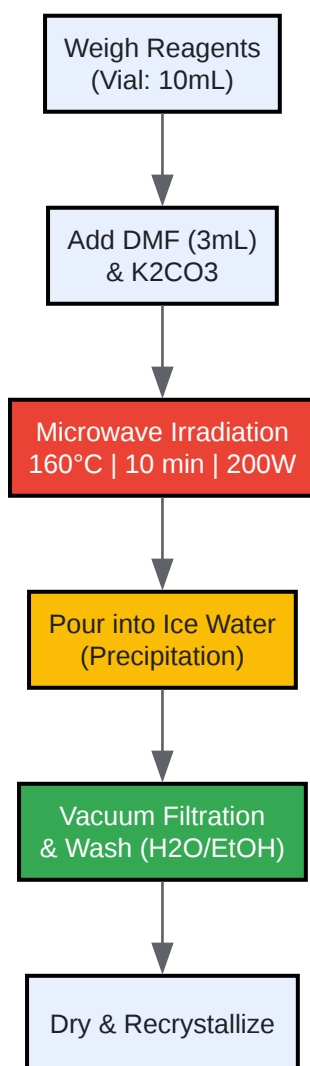 Weigh Reagents
(Vial: 10mL)
Add DMF (3mL)
& K2CO3
Microwave Irradiation
160°C | 10 min | 200W
Pour into Ice Water
(Precipitation)
Vacuum Filtration
& Wash (H2O/EtOH)
Dry & Recrystallize